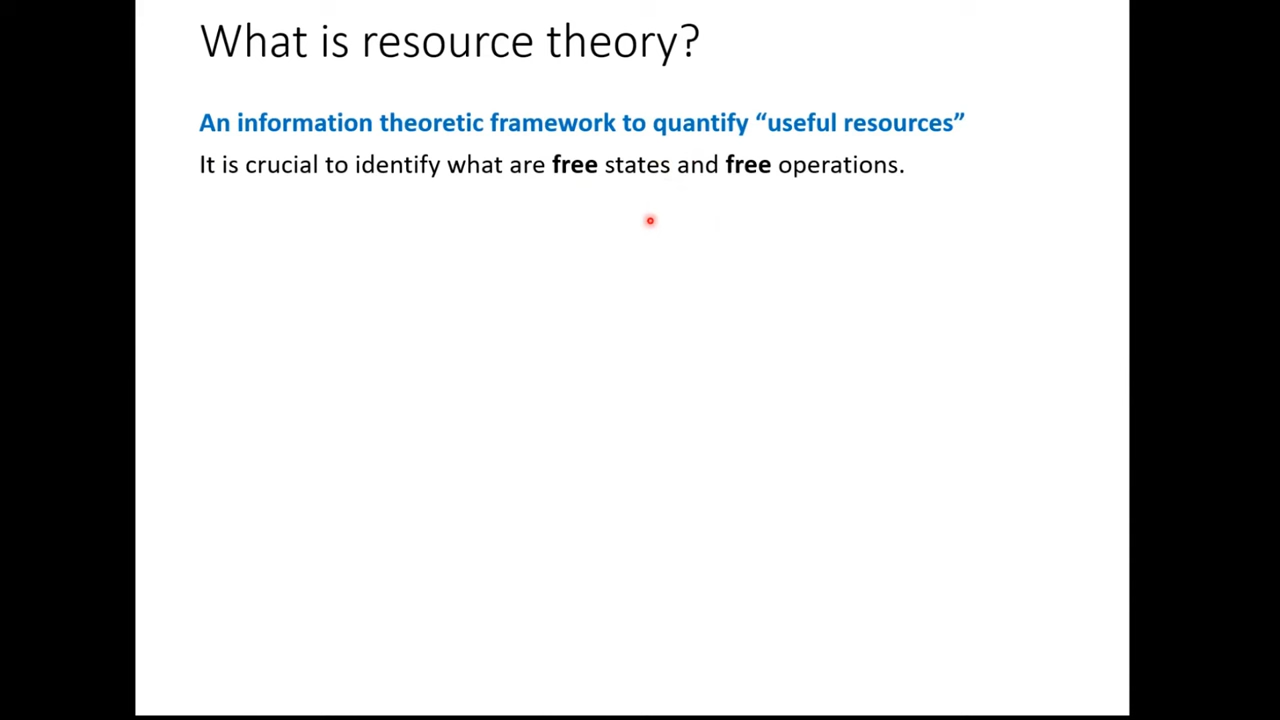 What is resource theory?
An information theoretic framework to quantify “useful resources”
It is crucial to identify what are free states and free operations.